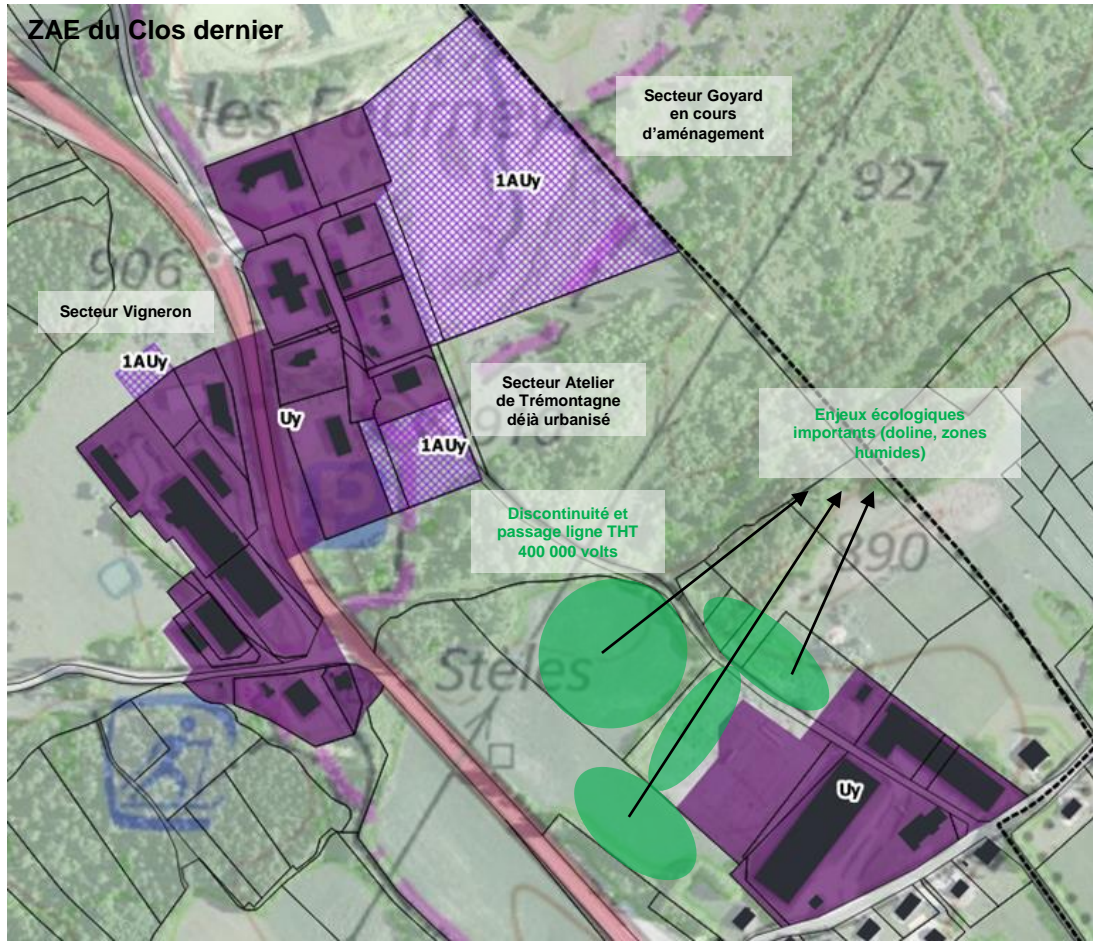 ZAE du Clos dernier
Secteur Goyard
en cours
d’aménagement
1AUy
927
906
Secteur Vigneron
1AUy
Secteur Atelier
de Trémontagne
déjà urbanisé
Uy
1AUy
Enjeux écologiques
importants (doline, zones
humides)
Discontinuité et
passage ligne THT
400 000 volts
890
Stèles
Uy